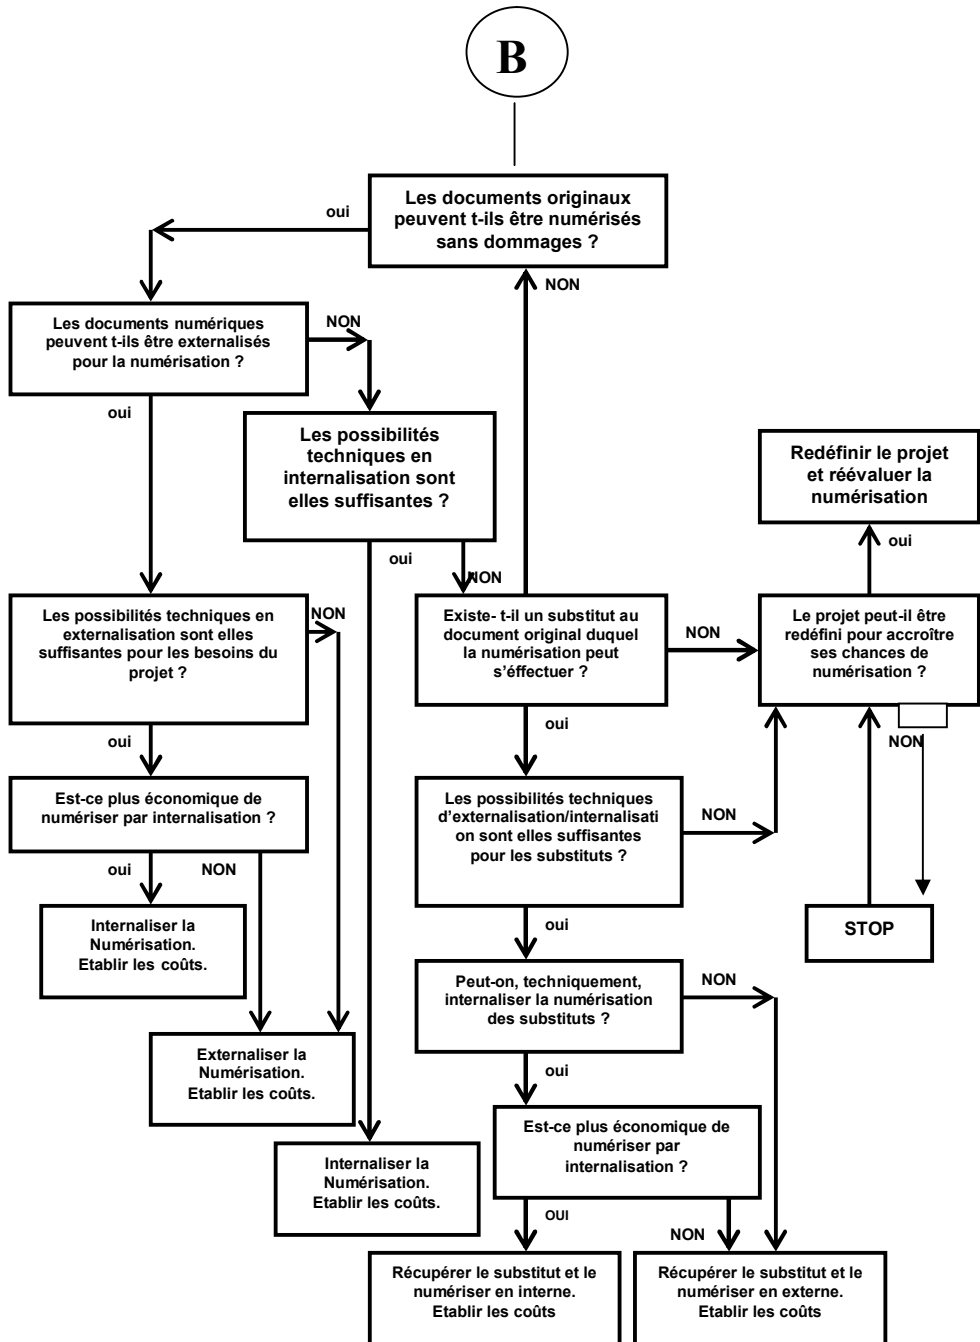 B
Les documents originaux
peuvent t-ils être numérisés
sans dommages ?
oui
NON
Les documents numériques
peuvent t-ils être externalisés
pour la numérisation ?
NON
oui
Les possibilités
techniques en
internalisation sont
elles suffisantes ?
Redéfinir le projet
et réévaluer la
numérisation
oui
NON
oui
Les possibilités techniques en
externalisation sont elles
suffisantes pour les besoins du
projet ?
NON
Existe- t-il un substitut au
document original duquel
la numérisation peut
s’éffectuer ?
NON
Le projet peut-il être
redéfini pour accroître
ses chances de
numérisation ?
oui
oui
NON
Est-ce plus économique de
numériser par internalisation ?
Les possibilités techniques
d’externalisation/internalisati
on sont elles suffisantes
pour les substituts ?
NON
oui
NON
Internaliser la
Numérisation.
Etablir les coûts.
oui
STOP
Peut-on, techniquement,
internaliser la numérisation
des substituts ?
NON
Externaliser la
Numérisation.
Etablir les coûts.
oui
Est-ce plus économique de
numériser par
internalisation ?
Internaliser la
Numérisation.
Etablir les coûts.
OUI
NON
Récupérer le substitut et le
numériser en interne.
Etablir les coûts
Récupérer le substitut et le
numériser en externe.
Etablir les coûts